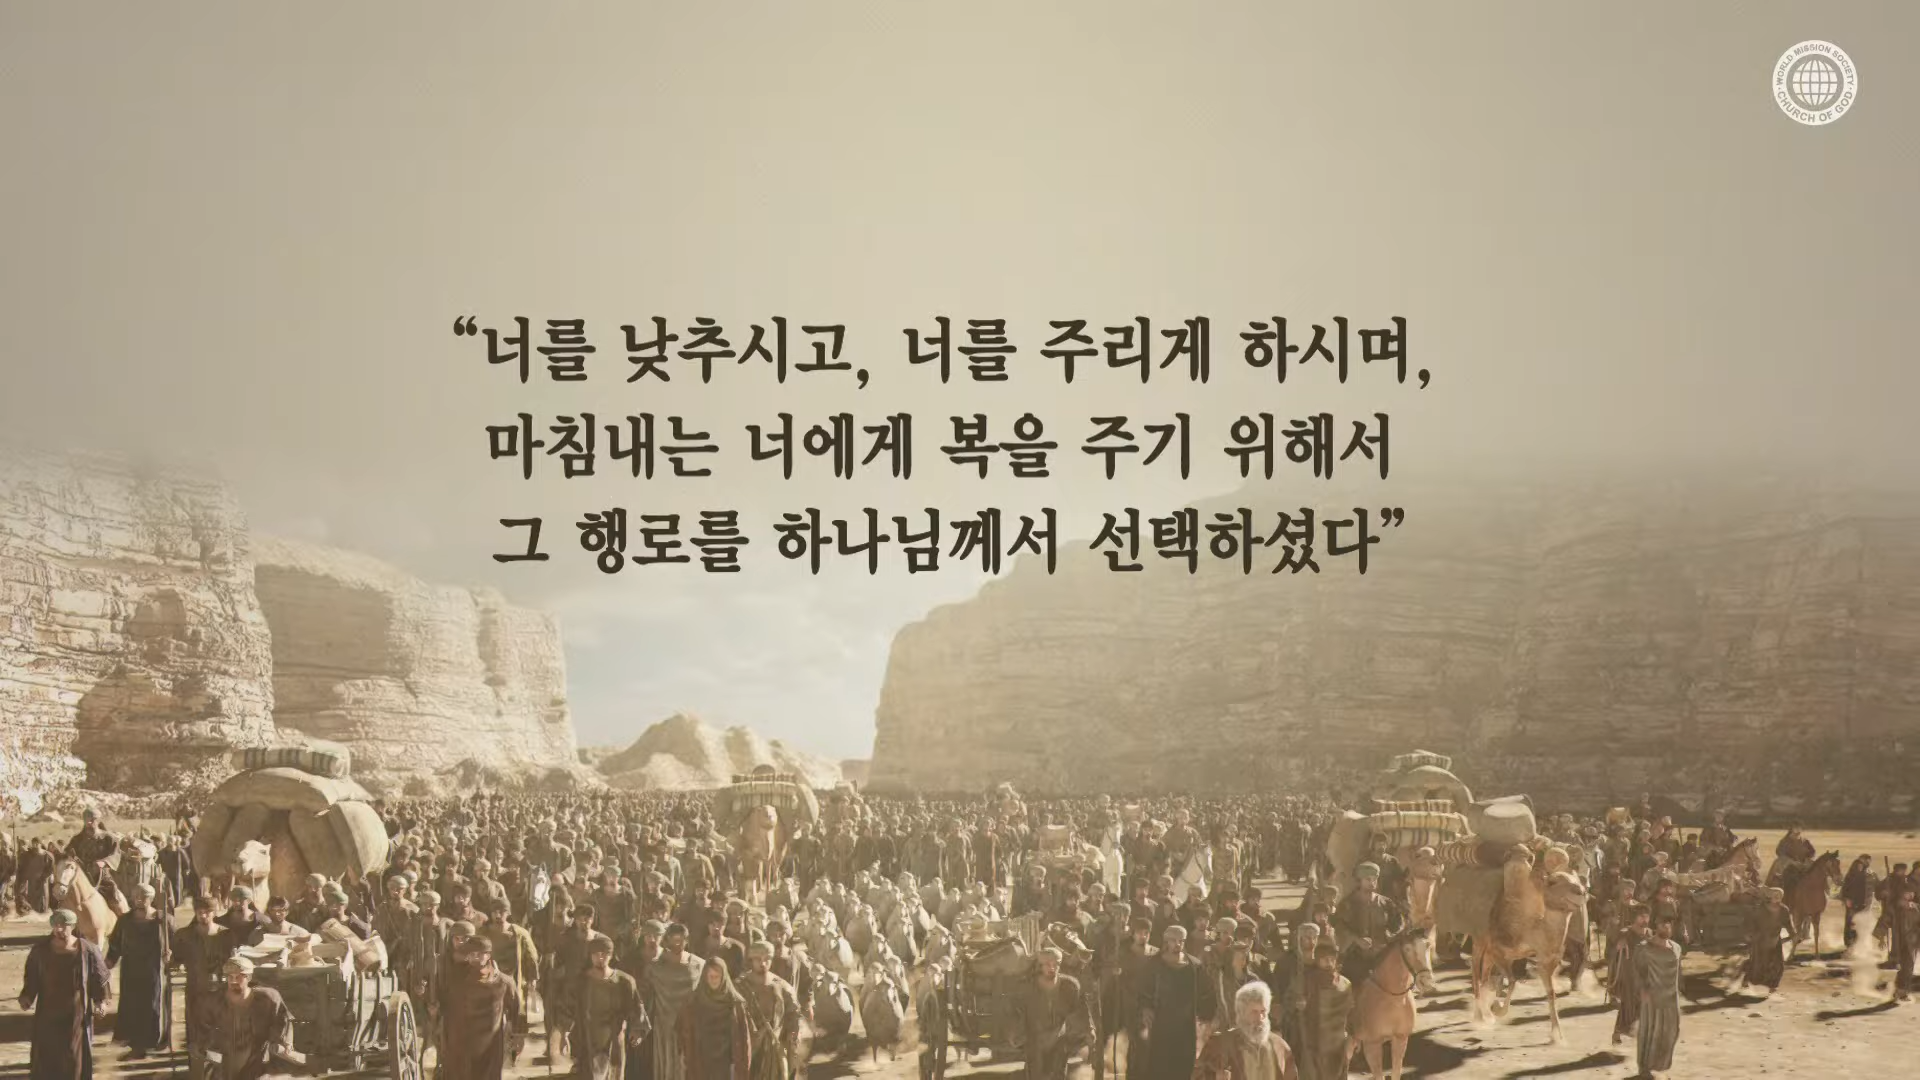 WORLD MISSION SOCIETY
CHURCH OF GOD
“너를 낮추시고, 너를 주리게 하시며,
마침내는 너에게 복을 주기 위해서
그 행로를 하나님께서 선택하셨다”